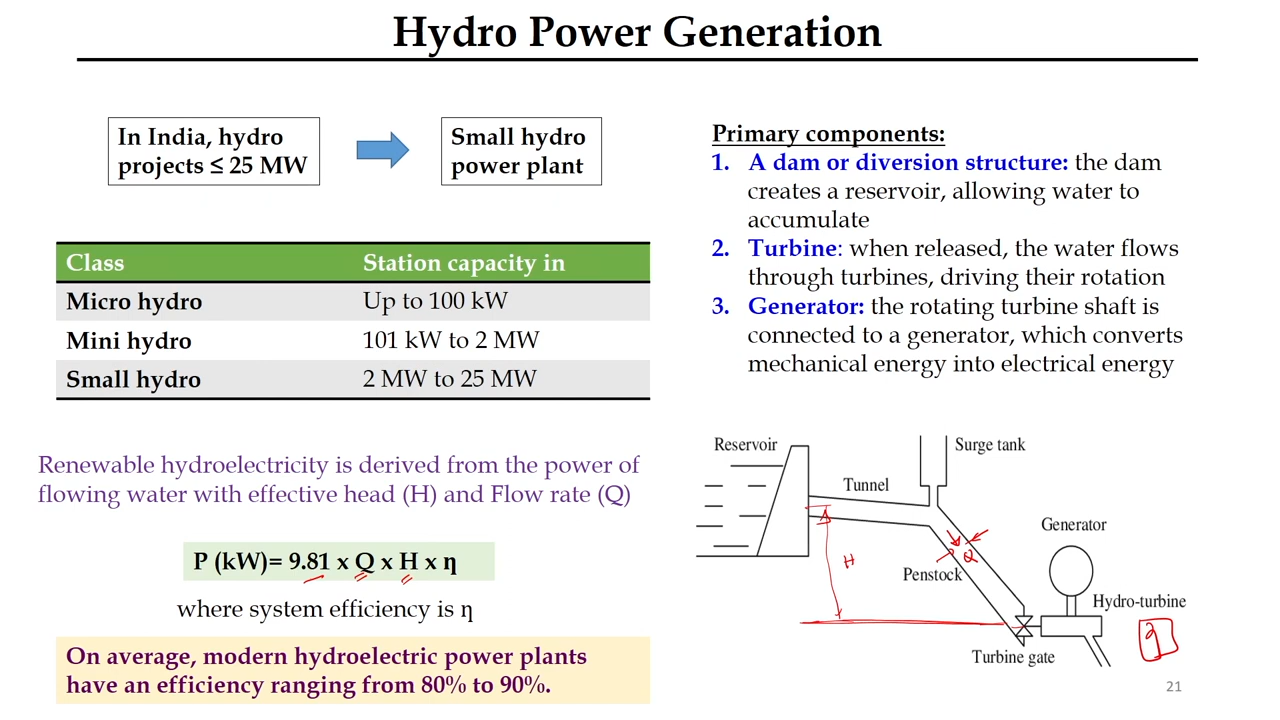 Hydro Power Generation
In India, hydro
projects ≤ 25 MW
Small hydro
power plant
Class Station capacity in
Micro hydro Up to 100 kW
Mini hydro 101 kW to 2 MW
Small hydro 2 MW to 25 MW
Renewable hydroelectricity is derived from the power of
flowing water with effective head (H) and Flow rate (Q)
P (kW)= 9.81 x Q x H x η
where system efficiency is η
On average, modern hydroelectric power plants
have an efficiency ranging from 80% to 90%.
Primary components:
1. A dam or diversion structure: the dam
creates a reservoir, allowing water to
accumulate
2. Turbine: when released, the water flows
through turbines, driving their rotation
3. Generator: the rotating turbine shaft is
connected to a generator, which converts
mechanical energy into electrical energy
Reservoir
Surge tank
Tunnel
Generator
H
Q
Penstock
Hydro-turbine
Turbine gate
21